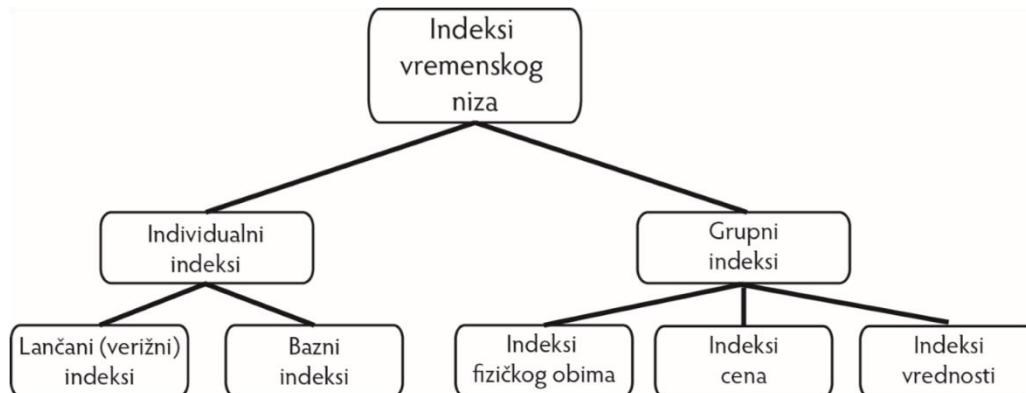 Indeksi
vremenskog
niza
Individualni
indeksi
Grupni
indeksi
Lančani (verižni)
indeksi
Bazni
indeksi
Indeksi
fizičkog obima
Indeksi
cena
Indeksi
vrednosti